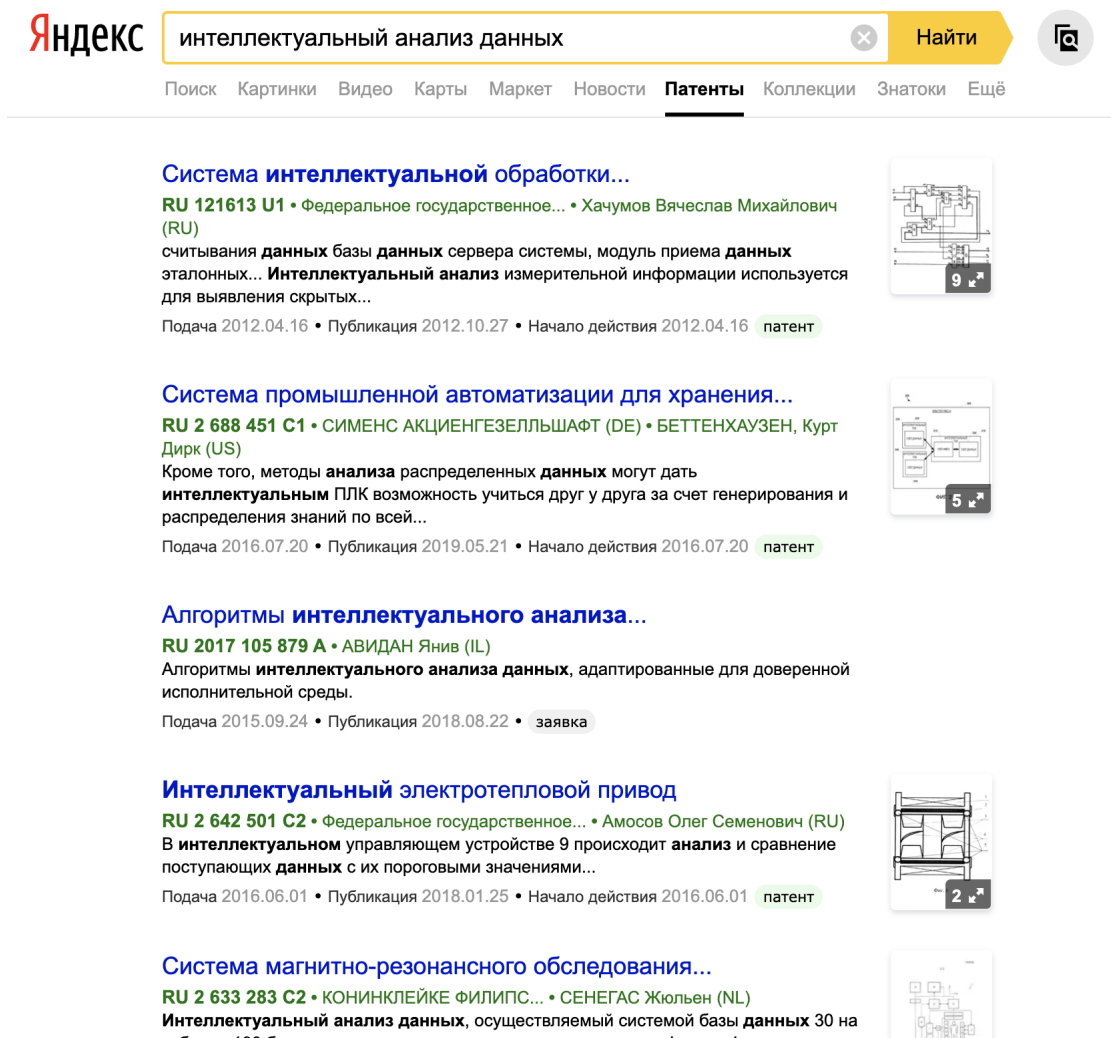 Яндекс
интеллектуальный анализ данных
Найти
Поиск Картинки Видео Карты Маркет Новости Патенты Коллекции Знатоки Ещё
Система интеллектуальной обработки...
RU 121613 U1 • Федеральное государственное... • Хачумов Вячеслав Михайлович
(RU)
считывания данных базы данных сервера системы, модуль приема данных
эталонных... Интеллектуальный анализ измерительной информации используется
для выявления скрытых...
Подача 2012.04.16 • Публикация 2012.10.27 • Начало действия 2012.04.16 патент
9
Система промышленной автоматизации для хранения...
RU 2 688 451 C1 • СИМЕНС АКЦИЕНГЕЗЕЛЛЬШАФТ (DE) • БЕТТЕНХАУЗЕН, Курт
Дирк (US)
Кроме того, методы анализа распределенных данных могут дать
интеллектуальным ПЛК возможность учиться друг у друга за счет генерирования и
распределения знаний по всей...
Подача 2016.07.20 • Публикация 2019.05.21 • Начало действия 2016.07.20 патент
5
Алгоритмы интеллектуального анализа...
RU 2017 105 879 A • АВИДАН Янив (IL)
Алгоритмы интеллектуального анализа данных, адаптированные для доверенной
исполнительной среды.
Подача 2015.09.24 • Публикация 2018.08.22 • заявка
Интеллектуальный электротепловой привод
RU 2 642 501 C2 • Федеральное государственное... • Амосов Олег Семенович (RU)
В интеллектуальном управляющем устройстве 9 происходит анализ и сравнение
поступающих данных с их пороговыми значениями...
Подача 2016.06.01 • Публикация 2018.01.25 • Начало действия 2016.06.01 патент
2
Система магнитно-резонансного обследования...
RU 2 633 283 C2 • КОНИНКЛЕЙКЕ ФИЛИПС... • СЕНЕГАС Жюльен (NL)
Интеллектуальный анализ данных, осуществляемый системой базы данных 30 на